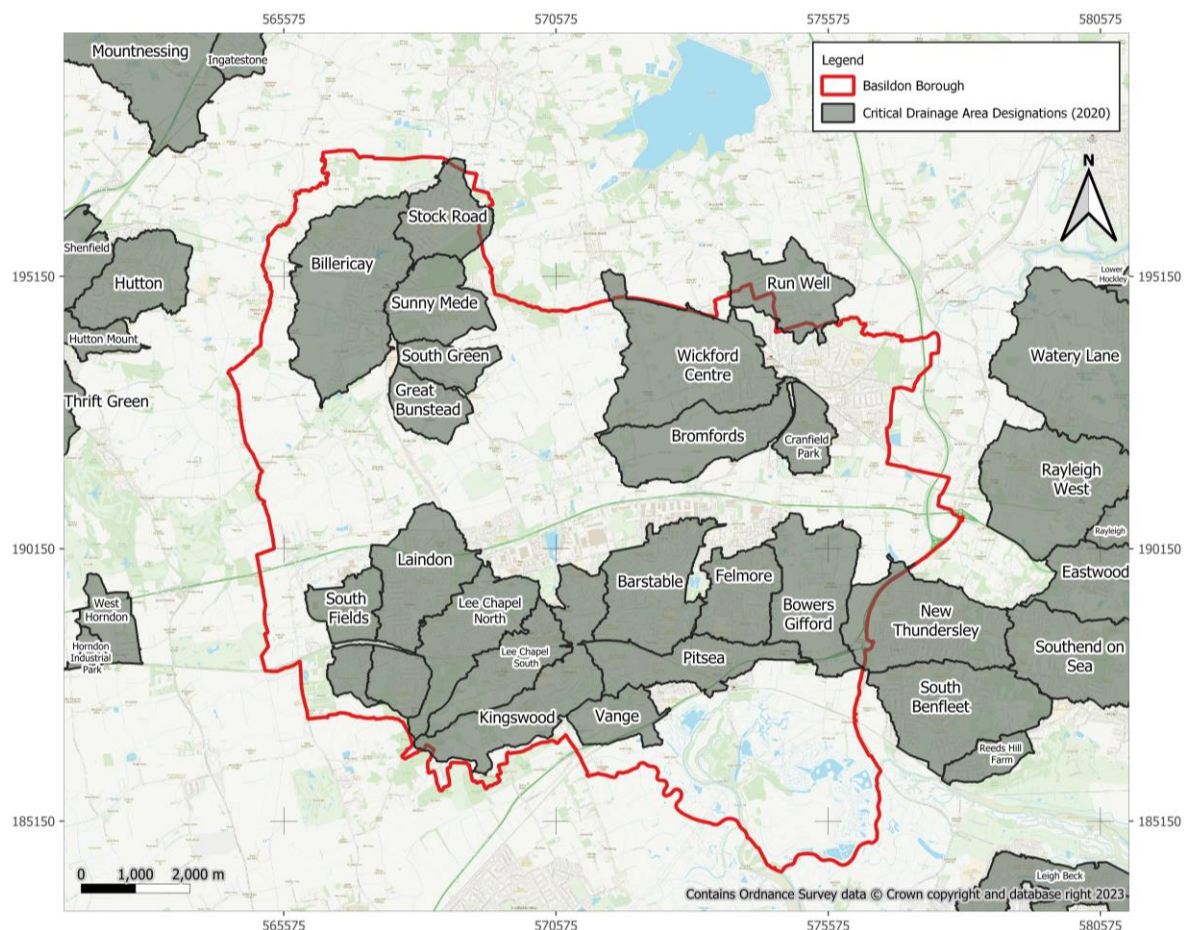 565575
570575
575575
580575
Mountnessing
Ingatestone
Legend
Basildon Borough
Critical Drainage Area Designations (2020)
N
Stock Road
Shenfield
Billericay
Hutton
195150
195150
Run Well
Lower
Hockley
Sunny Mede
Hutton Mount
South Green
Wickford
Centre
Watery Lane
Thrift Green
Great
Bunstead
Bromfords
Cranfield
Park
Rayleigh
West
Rayleigh
190150
190150
Laindon
Barstable
Felmore
Eastwood
West
Horndon
South
Fields
Lee Chapel
North
Bowers
Gifford
New
Thundersley
Horndon
Industrial
Park
Lee Chapel
South
Pitsea
Southend on
Sea
Kingswood
Vange
South
Benfleet
Reeds Hill
Farm
185150
185150
0 1,000 2,000 m
Leigh Beck
Contains Ordnance Survey data © Crown copyright and database right 2023
565575
570575
575575
580575